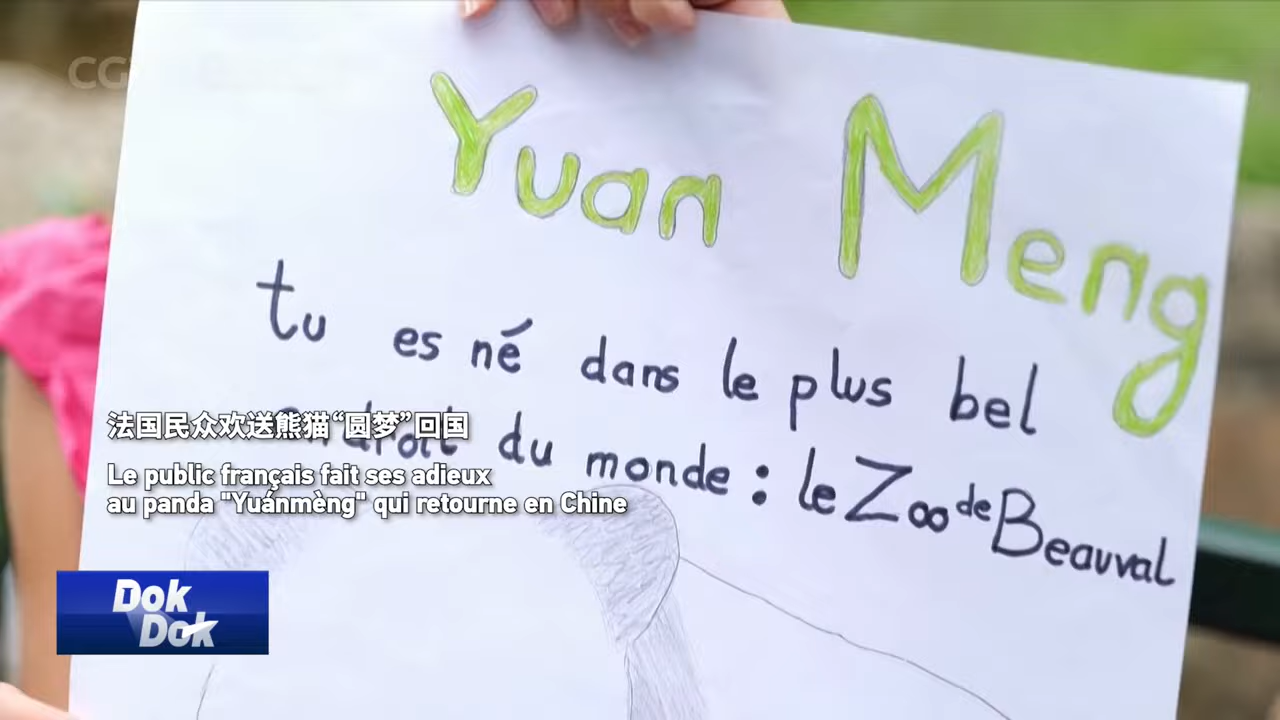 Yuan Meng
tu es né dans le plus bel
du monde : le Zoo de Beauval
法国民众欢送熊猫“圆梦”回国
Le public français fait ses adieux
au panda "Yuánmèng" qui retourne en Chine
Dok
Dok